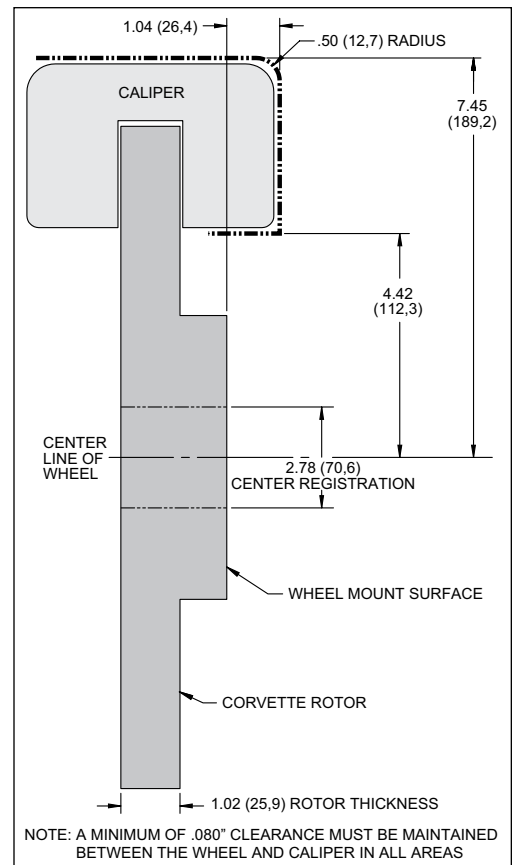 1.04 (26,4)
.50 (12,7) RADIUS
CALIPER
7.45
(189,2)
4.42
(112,3)
CENTER
LINE OF
WHEEL
2.78 (70,6)
CENTER REGISTRATION
WHEEL MOUNT SURFACE
CORVETTE ROTOR
1.02 (25,9) ROTOR THICKNESS
NOTE: A MINIMUM OF .080" CLEARANCE MUST BE MAINTAINED
BETWEEN THE WHEEL AND CALIPER IN ALL AREAS